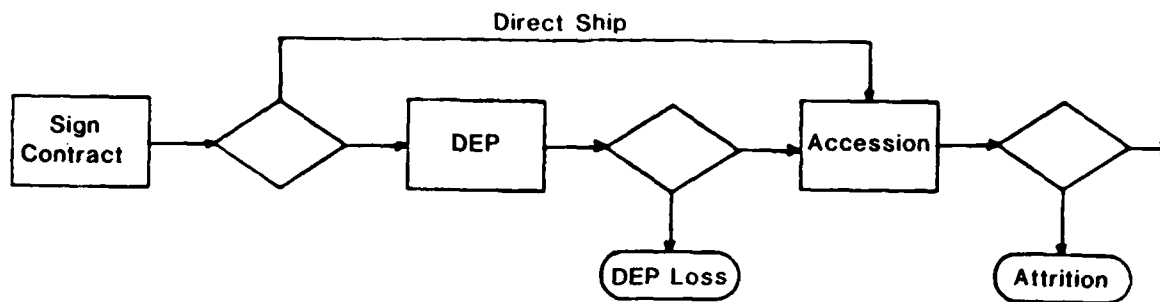 Direct Ship
Sign
Contract
DEP
Accession
DEP Loss
Attrition